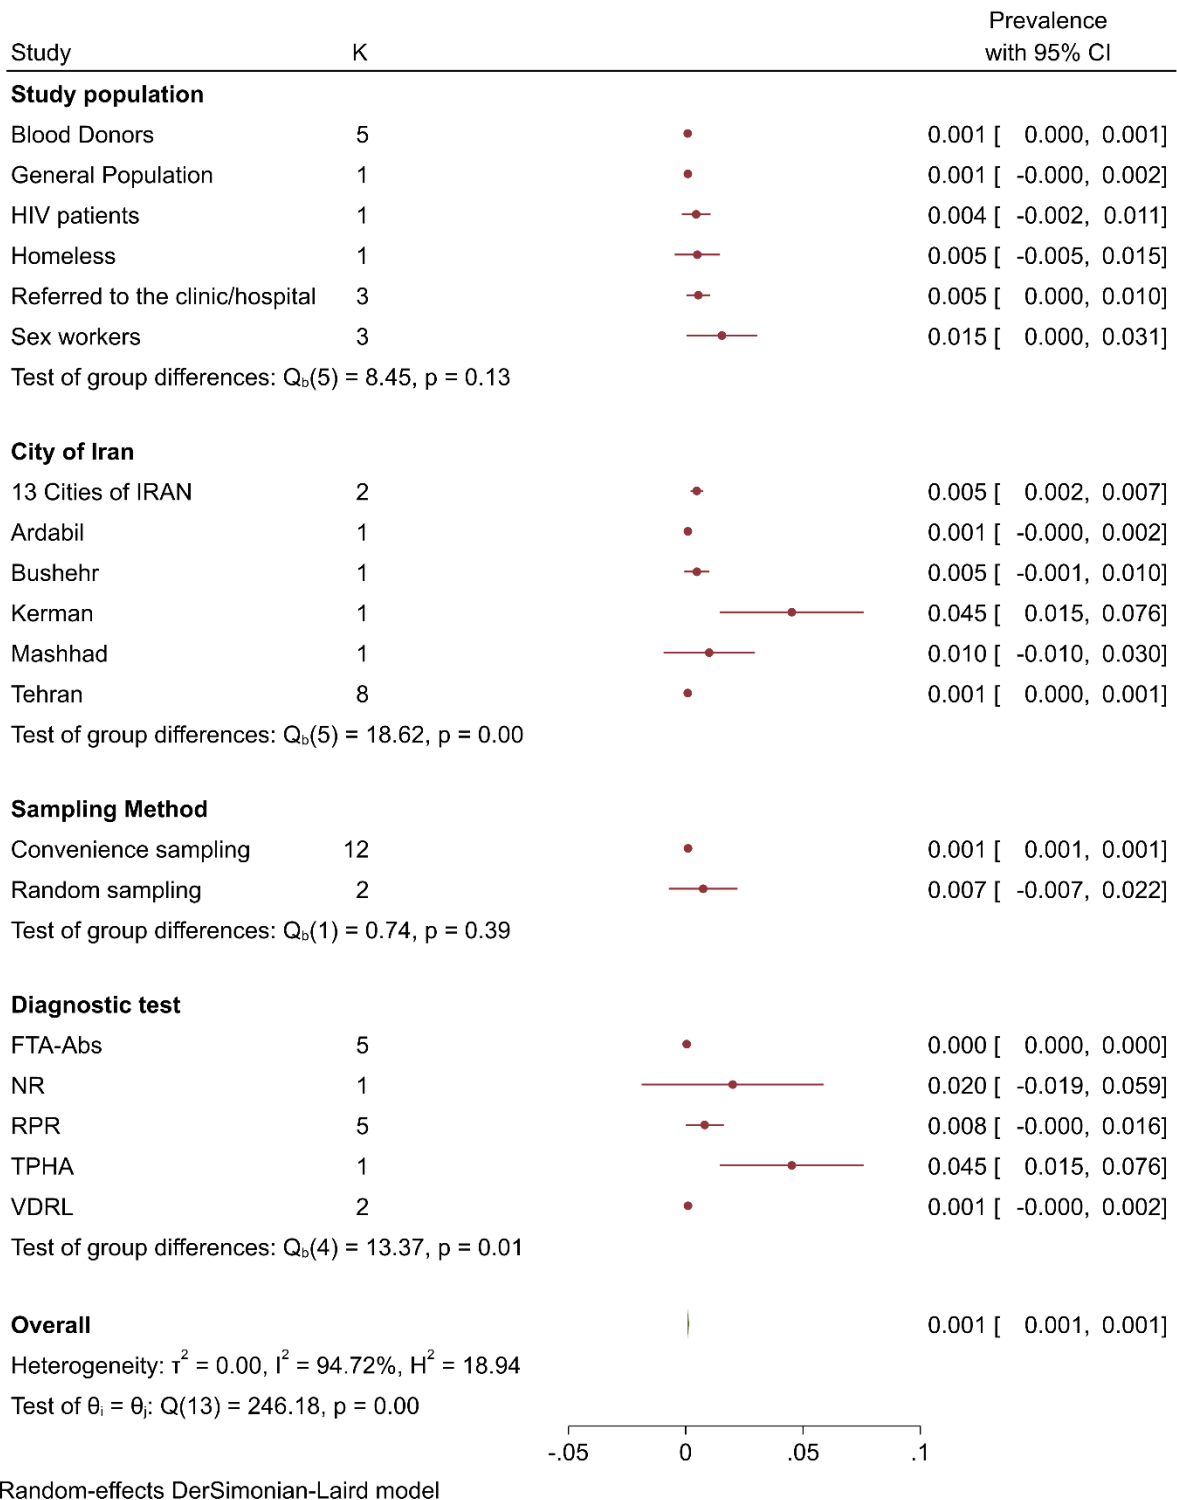 Prevalence
Study K with 95% CI
Study population
Blood Donors 5 0.001 [ 0.000, 0.001]
General Population 1 0.001 [ -0.000, 0.002]
HIV patients 1 0.004 [ -0.002, 0.011]
Homeless 1 0.005 [ -0.005, 0.015]
Referred to the clinic/hospital 3 0.005 [ 0.000, 0.010]
Sex workers 3 0.015 [ 0.000, 0.031]
Test of group differences: Q_b(5) = 8.45, p = 0.13
City of Iran
13 Cities of IRAN 2 0.005 [ 0.002, 0.007]
Ardabil 1 0.001 [ -0.000, 0.002]
Bushehr 1 0.005 [ -0.001, 0.010]
Kerman 1 0.045 [ 0.015, 0.076]
Mashhad 1 0.010 [ -0.010, 0.030]
Tehran 8 0.001 [ 0.000, 0.001]
Test of group differences: Q_b(5) = 18.62, p = 0.00
Sampling Method
Convenience sampling 12 0.001 [ 0.001, 0.001]
Random sampling 2 0.007 [ -0.007, 0.022]
Test of group differences: Q_b(1) = 0.74, p = 0.39
Diagnostic test
FTA-Abs 5 0.000 [ 0.000, 0.000]
NR 1 0.020 [ -0.019, 0.059]
RPR 5 0.008 [ -0.000, 0.016]
TPHA 1 0.045 [ 0.015, 0.076]
VDRL 2 0.001 [ -0.000, 0.002]
Test of group differences: Q_b(4) = 13.37, p = 0.01
Overall 0.001 [ 0.001, 0.001]
Heterogeneity: τ² = 0.00, I² = 94.72%, H² = 18.94
Test of θᵢ = θⱼ: Q(13) = 246.18, p = 0.00
-.05 0 .05 .1
Random-effects DerSimonian-Laird model